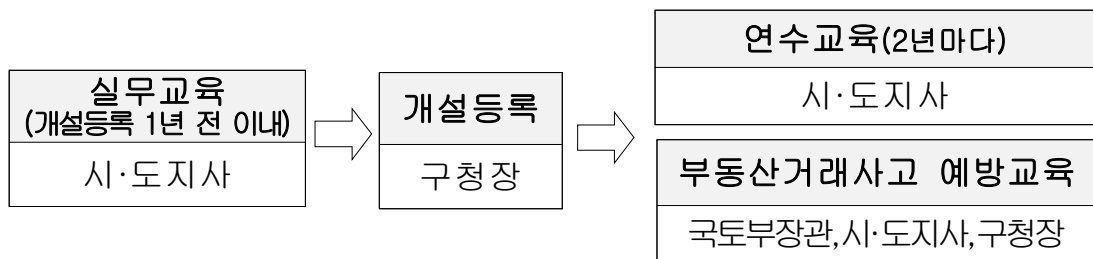 실무교육
(개설등록 1년 전 이내)
시·도지사
개설등록
구청장
연수교육(2년마다)
시·도지사
부동산거래사고 예방교육
국토부장관,시·도지사,구청장